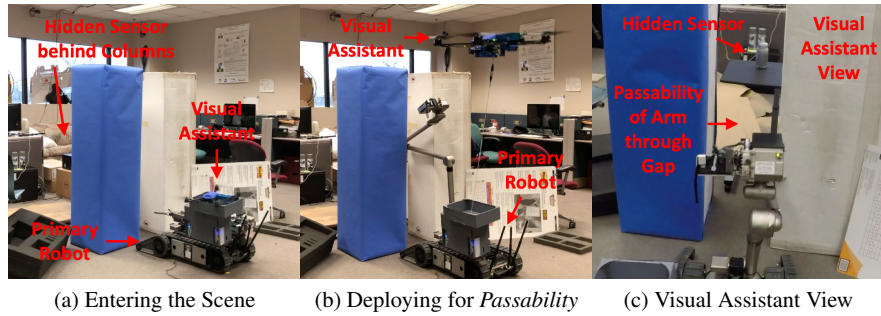 Hidden Sensor
behind Columns
Visual
Assistant
Primary
Robot
(a) Entering the Scene
Visual
Assistant
Primary
Robot
(b) Deploying for Passability
Hidden Sensor
Visual
Assistant
View
Passability
of Arm
through
Gap
(c) Visual Assistant View